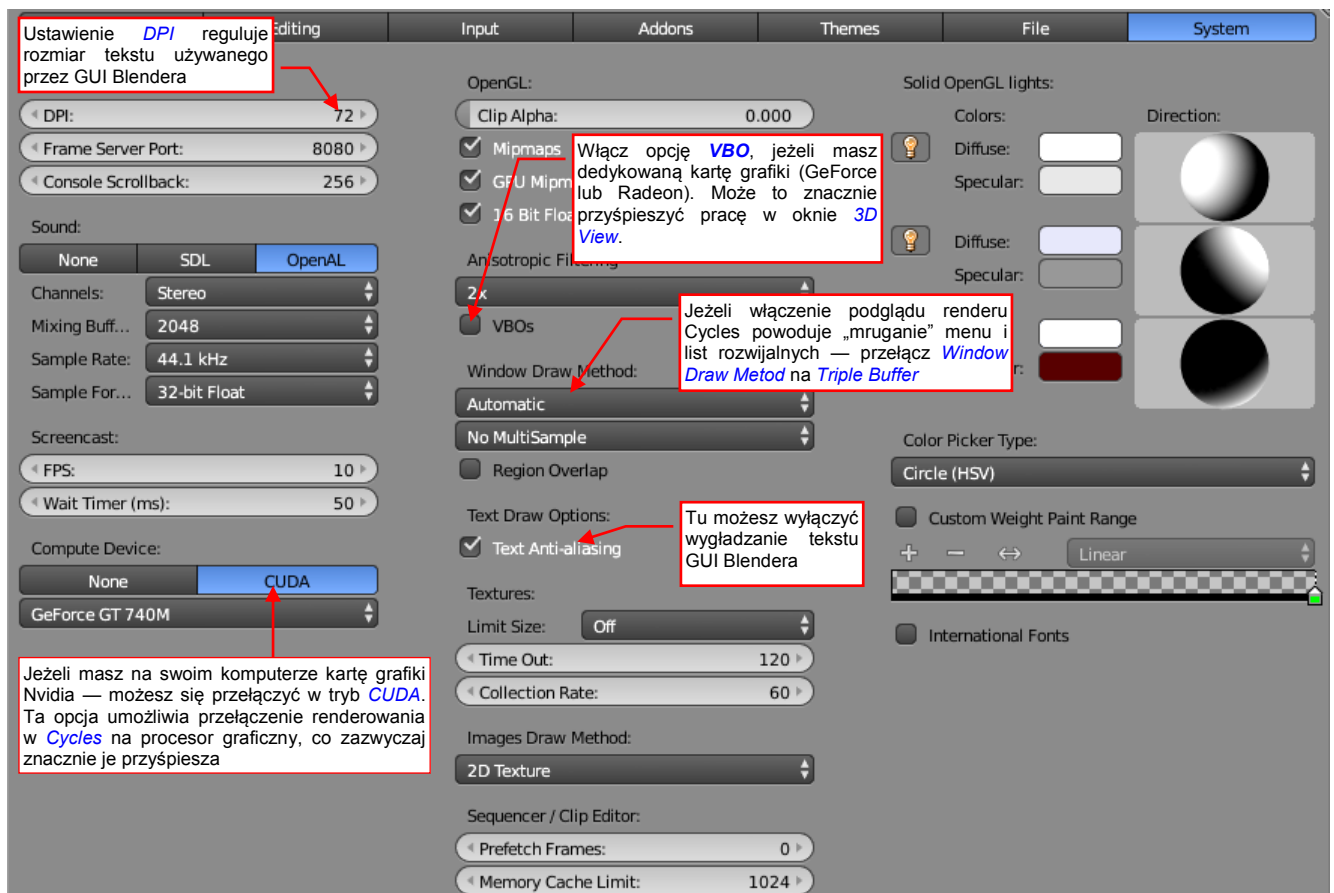 Editing
Input
Addons
Themes
File
System
Ustawienie DPI reguluje
rozmiar tekstu używanego
przez GUI Blendera
DPI: 72
Frame Server Port: 8080
Console Scrollback: 256
Sound:
None SDL OpenAL
Channels: Stereo
Mixing Buff... 2048
Sample Rate: 44.1 kHz
Sample For... 32-bit Float
Screencast:
FPS: 10
Wait Timer (ms): 50
Compute Device:
None CUDA
GeForce GT 740M
Jeżeli masz na swoim komputerze kartę grafiki
Nvidia — możesz się przełączyć w tryb CUDA.
Ta opcja umożliwia przełączenie renderowania
w Cycles na procesor graficzny, co zazwyczaj
znacznie je przyśpiesza
OpenGL:
Clip Alpha: 0.000
Mipmaps
GPU Mipm
16 Bit Floa
Włącz opcję VBO, jeżeli masz
dedykowaną kartę grafiki (GeForce
lub Radeon). Może to znacznie
przyśpieszyć pracę w oknie 3D
View.
Anisotropic Filtering
2x
VBOs
Jeżeli włączenie podglądu renderu
Cycles powoduje „mruganie” menu i
list rozwijalnych — przełącz Window
Draw Metod na Triple Buffer
Window Draw Method:
Automatic
No MultiSample
Region Overlap
Text Draw Options:
Text Anti-aliasing
Tu możesz wyłączyć
wygładzanie tekstu
GUI Blendera
Textures:
Limit Size: Off
Time Out: 120
Collection Rate: 60
Images Draw Method:
2D Texture
Sequencer / Clip Editor:
Prefetch Frames: 0
Memory Cache Limit: 1024
Solid OpenGL lights:
Colors: Direction:
Diffuse:
Specular:
Diffuse:
Specular:
r:
Color Picker Type:
Circle (HSV)
Custom Weight Paint Range
Linear
International Fonts